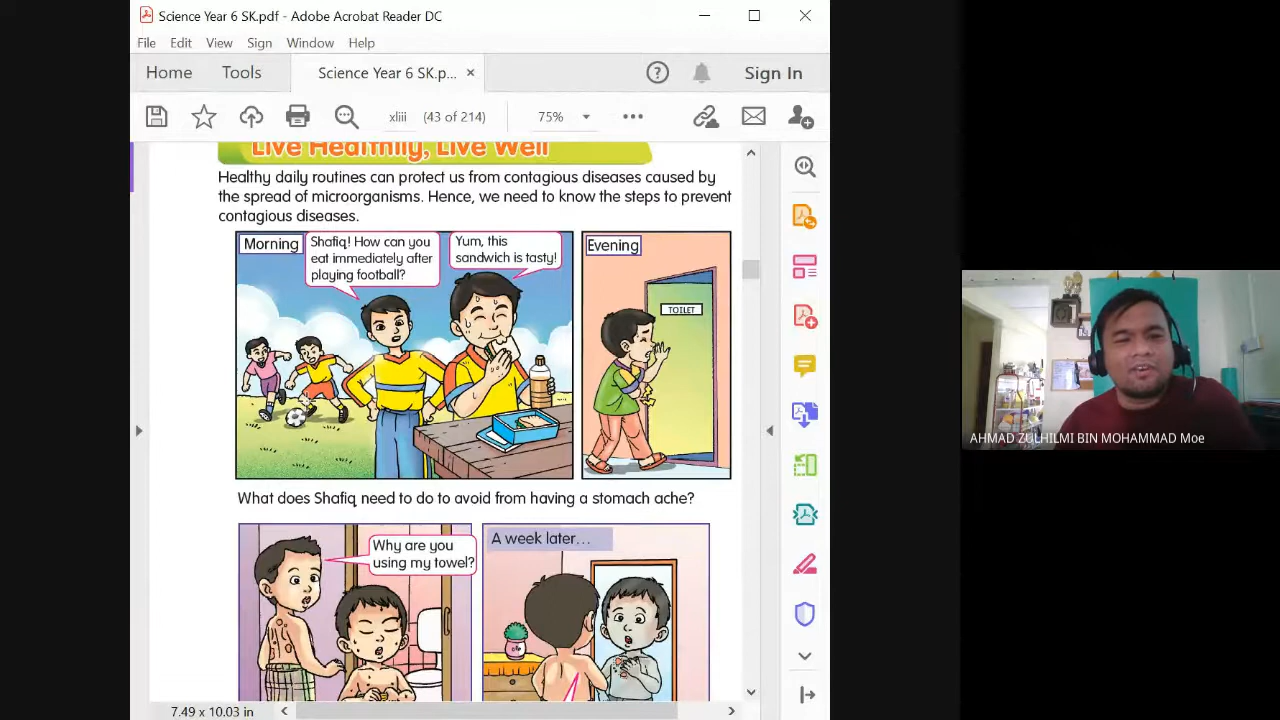 Science Year 6 SK.pdf - Adobe Acrobat Reader DC
File Edit View Sign Window Help
Home Tools Science Year 6 SK.p... × Sign In
xliii (43 of 214) 75%
Live Healthily, Live Well
Healthy daily routines can protect us from contagious diseases caused by
the spread of microorganisms. Hence, we need to know the steps to prevent
contagious diseases.
Morning
Shafiq! How can you
eat immediately after
playing football?
Yum, this
sandwich is tasty!
Evening
TOILET
What does Shafiq need to do to avoid from having a stomach ache?
Why are you
using my towel?
A week later...
7.49 x 10.03 in
AHMAD ZULHILMI BIN MOHAMMAD Moe